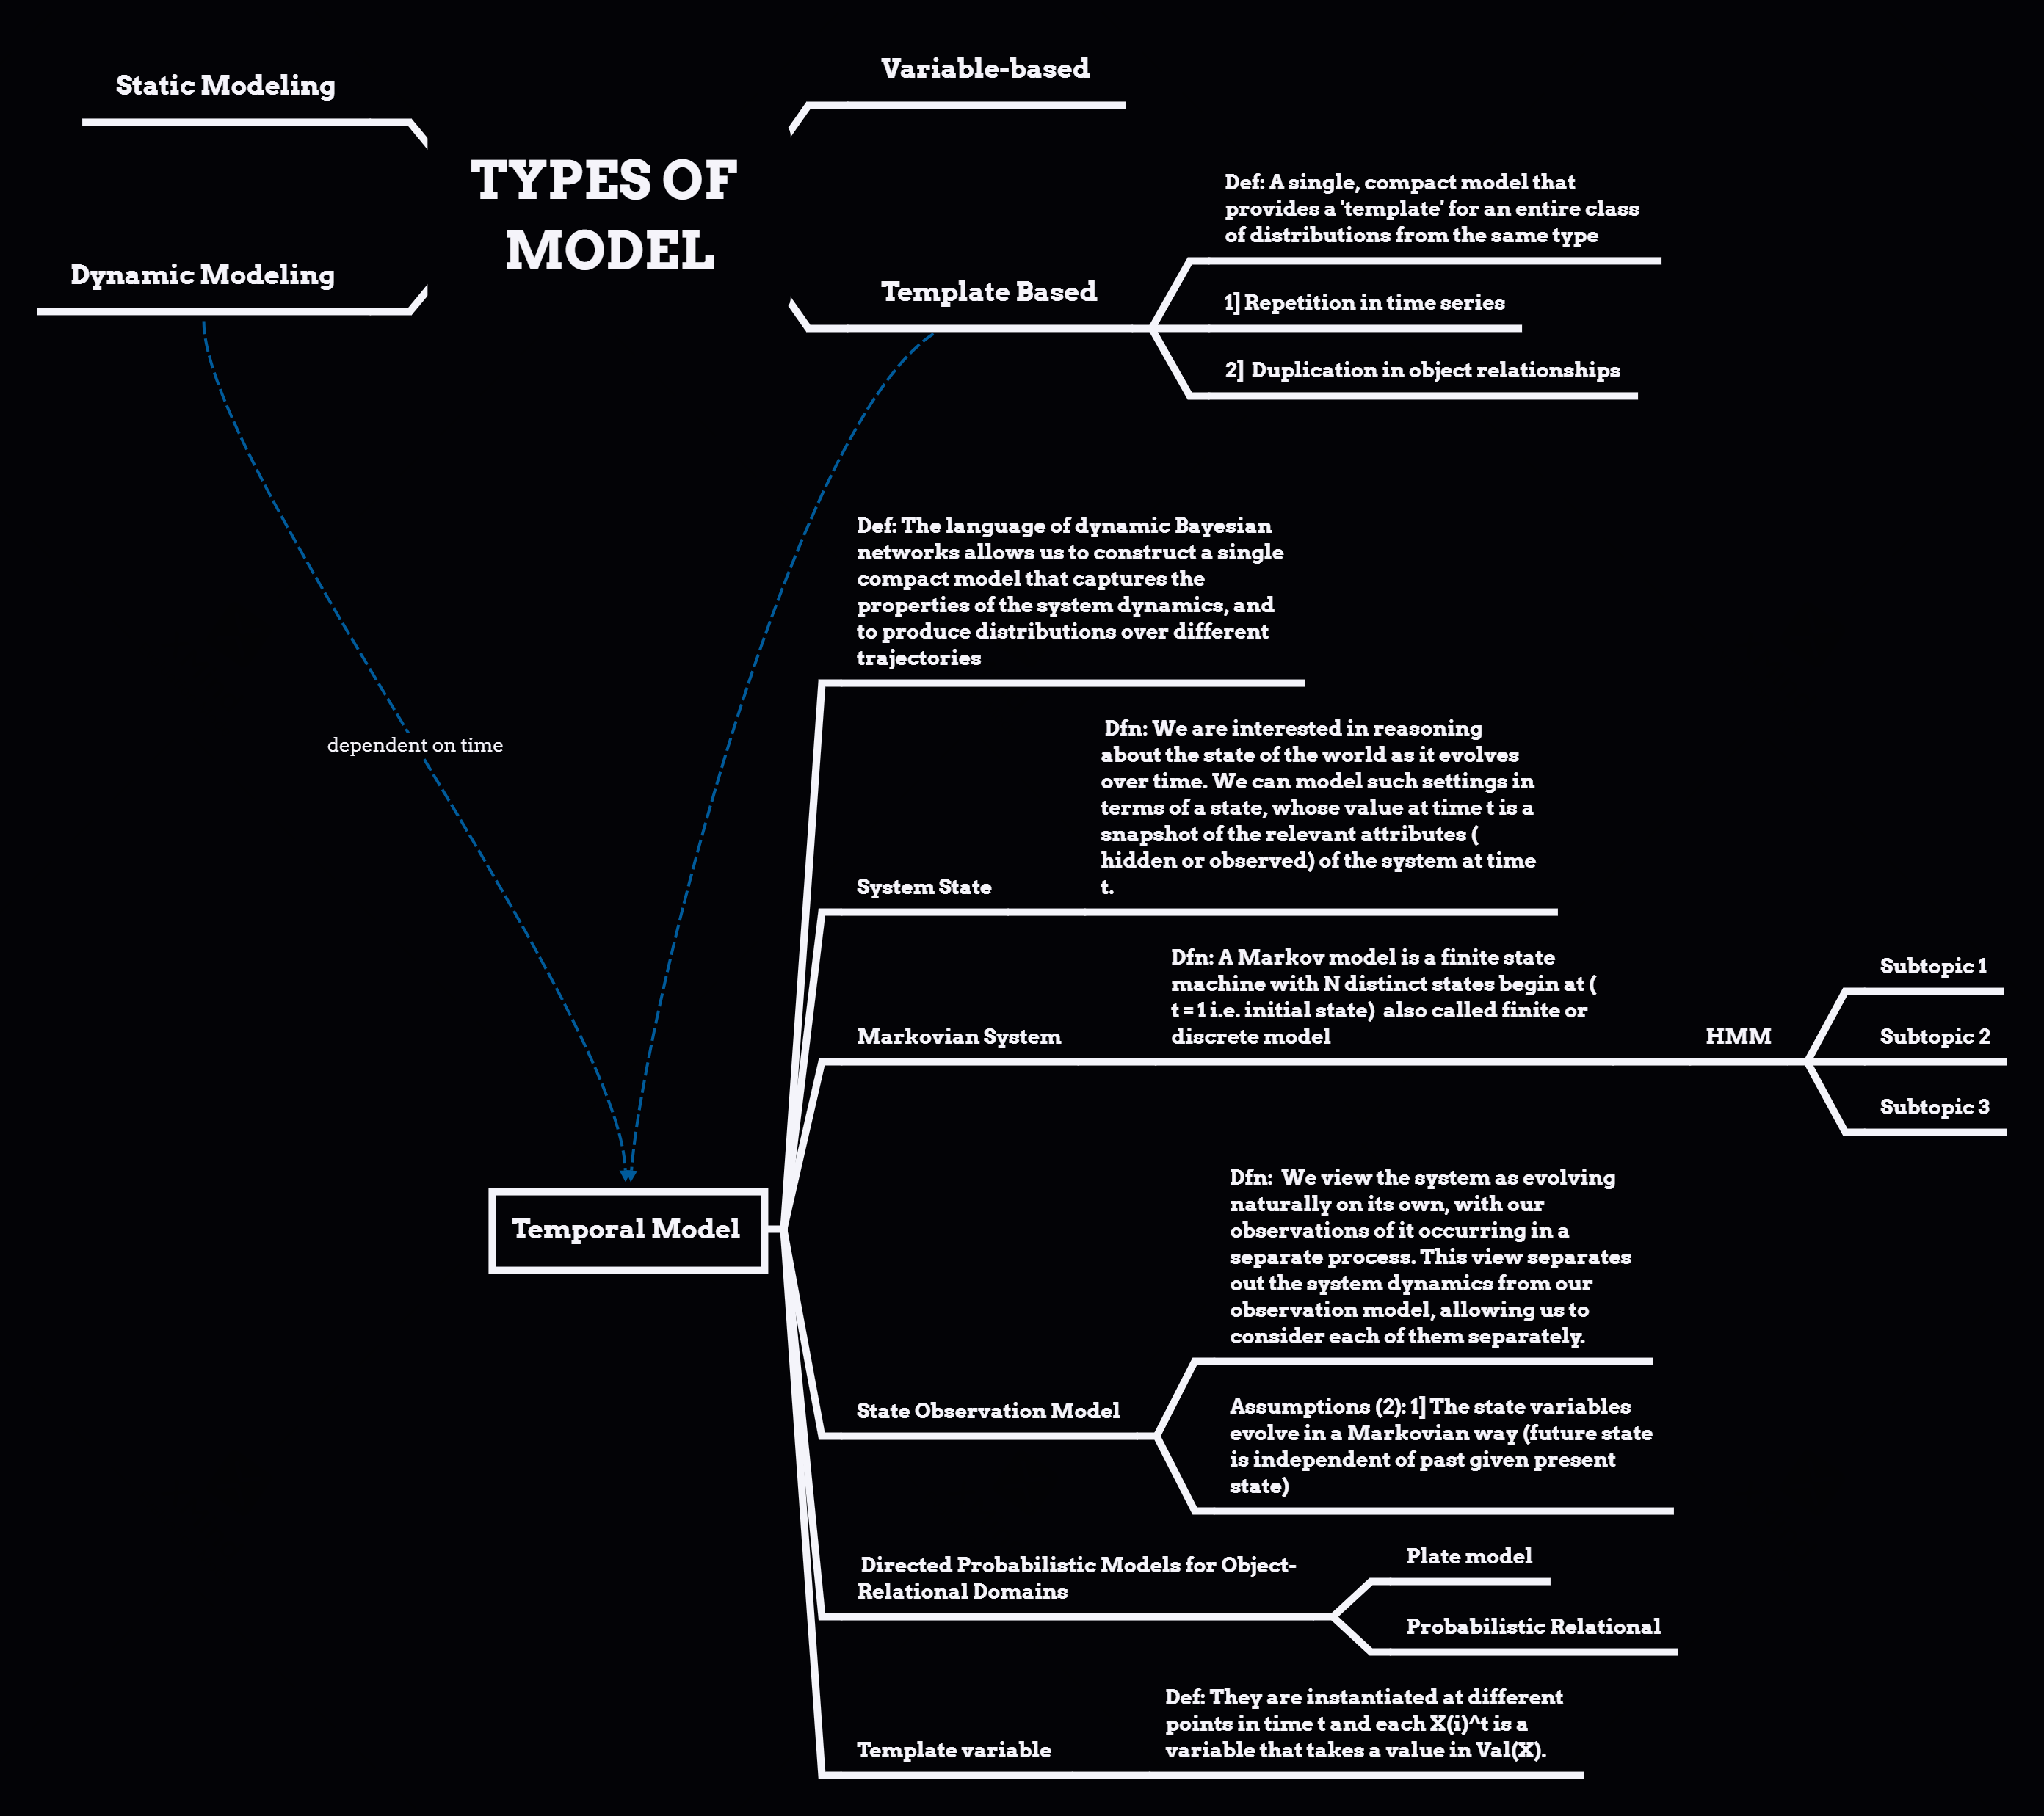 Static Modeling
Dynamic Modeling
TYPES OF
MODEL
Variable-based
Template Based
Def: A single, compact model that
provides a 'template' for an entire class
of distributions from the same type
1] Repetition in time series
2] Duplication in object relationships
dependent on time
Temporal Model
Def: The language of dynamic Bayesian
networks allows us to construct a single
compact model that captures the
properties of the system dynamics, and
to produce distributions over different
trajectories
System State
Dfn: We are interested in reasoning
about the state of the world as it evolves
over time. We can model such settings in
terms of a state, whose value at time t is a
snapshot of the relevant attributes (
hidden or observed) of the system at time
t.
Markovian System
Dfn: A Markov model is a finite state
machine with N distinct states begin at (
t = 1 i.e. initial state) also called finite or
discrete model
HMM
Subtopic 1
Subtopic 2
Subtopic 3
State Observation Model
Dfn: We view the system as evolving
naturally on its own, with our
observations of it occurring in a
separate process. This view separates
out the system dynamics from our
observation model, allowing us to
consider each of them separately.
Assumptions (2): 1] The state variables
evolve in a Markovian way (future state
is independent of past given present
state)
Directed Probabilistic Models for Object-
Relational Domains
Plate model
Probabilistic Relational
Template variable
Def: They are instantiated at different
points in time t and each X(i)^t is a
variable that takes a value in Val(X).